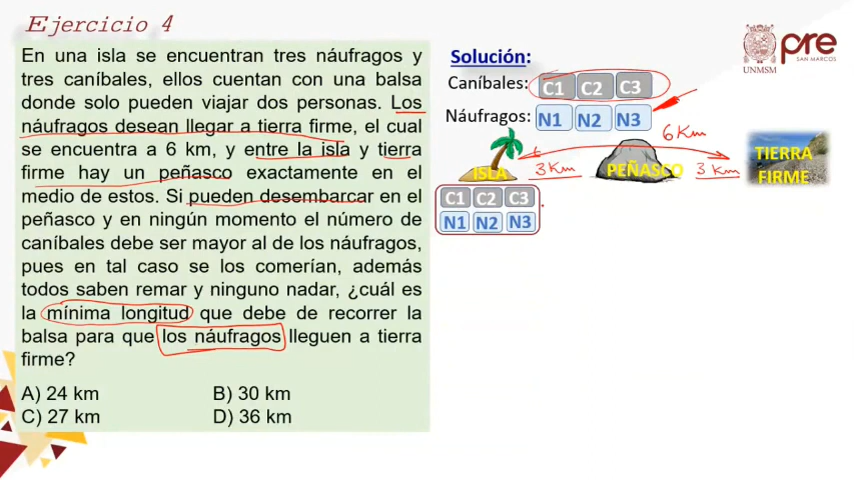 Ejercicio 4
En una isla se encuentran tres náufragos y
tres caníbales, ellos cuentan con una balsa
donde solo pueden viajar dos personas. Los
náufragos desean llegar a tierra firme, el cual
se encuentra a 6 km, y entre la isla y tierra
firme hay un peñasco exactamente en el
medio de estos. Si pueden desembarcar en el
peñasco y en ningún momento el número de
caníbales debe ser mayor al de los náufragos,
pues en tal caso se los comerían, además
todos saben remar y ninguno nadar, ¿cuál es
la mínima longitud que debe de recorrer la
balsa para que los náufragos lleguen a tierra
firme?
A) 24 km B) 30 km
C) 27 km D) 36 km
Solución:
Caníbales: C1 C2 C3
Náufragos: N1 N2 N3
6 Km
ISLA 3 Km PEÑASCO 3 Km TIERRA
FIRME
C1 C2 C3
N1 N2 N3
UNMSM
pre
SAN MARCOS